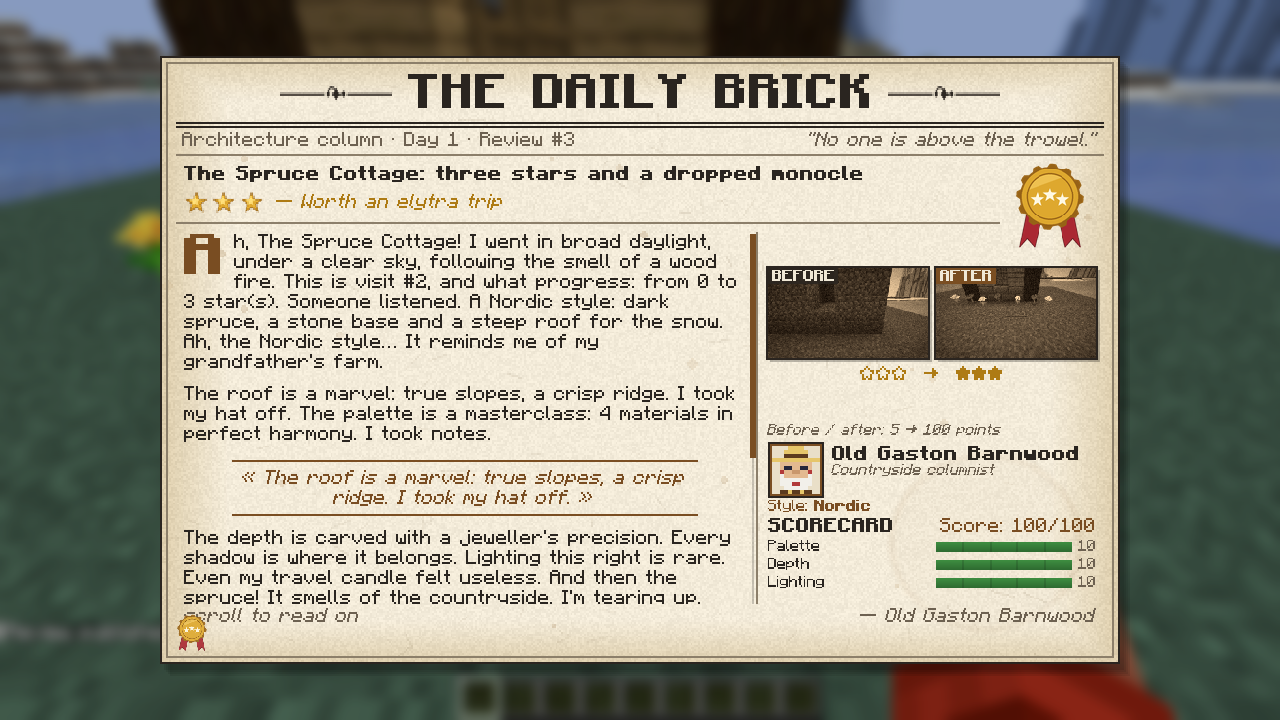 THE DAILY BRICK
Architecture column · Day 1 · Review #3
"No one is above the trowel."
The Spruce Cottage: three stars and a dropped monocle
— Worth an elytra trip
Ah, The Spruce Cottage! I went in broad daylight,
under a clear sky, following the smell of a wood
fire. This is visit #2, and what progress: from 0 to
3 star(s). Someone listened. A Nordic style: dark
spruce, a stone base and a steep roof for the snow.
Ah, the Nordic style... It reminds me of my
grandfather's farm.
The roof is a marvel: true slopes, a crisp ridge. I took
my hat off. The palette is a masterclass: 4 materials in
perfect harmony. I took notes.
« The roof is a marvel: true slopes, a crisp
ridge. I took my hat off. »
The depth is carved with a jeweller's precision. Every
shadow is where it belongs. Lighting this right is rare.
Even my travel candle felt useless. And then the
spruce! It smells of the countryside. I'm tearing up.
scroll to read on
BEFORE
AFTER
→
Before / after: 5 → 100 points
Old Gaston Barnwood
Countryside columnist
Style: Nordic
SCORECARD
Score: 100/100
Palette 10
Depth 10
Lighting 10
— Old Gaston Barnwood